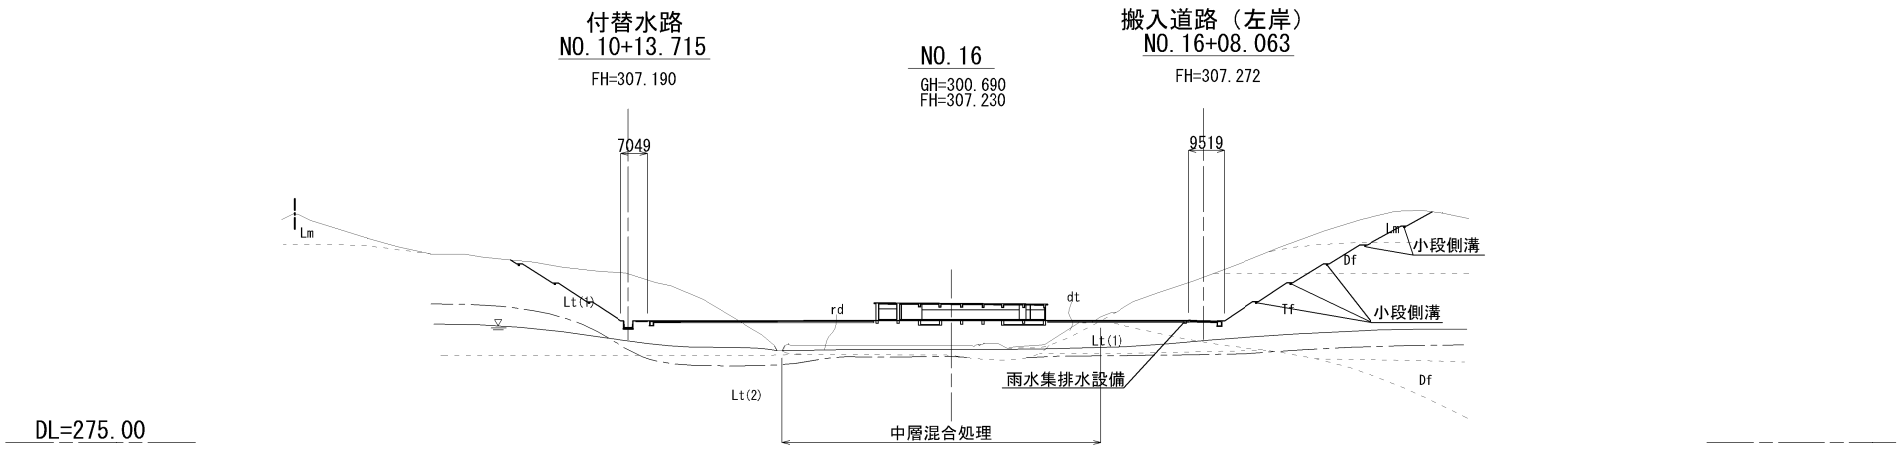 付替水路
NO.10+13.715
FH=307.190
NO.16
GH=300.690
FH=307.230
搬入道路（左岸）
NO.16+08.063
FH=307.272
7049
9519
Lm
Lm
小段側溝
Df
Lt(1)
rd
dt
Tf
小段側溝
Lt(1)
雨水集排水設備
Df
Lt(2)
中層混合処理
DL=275.00